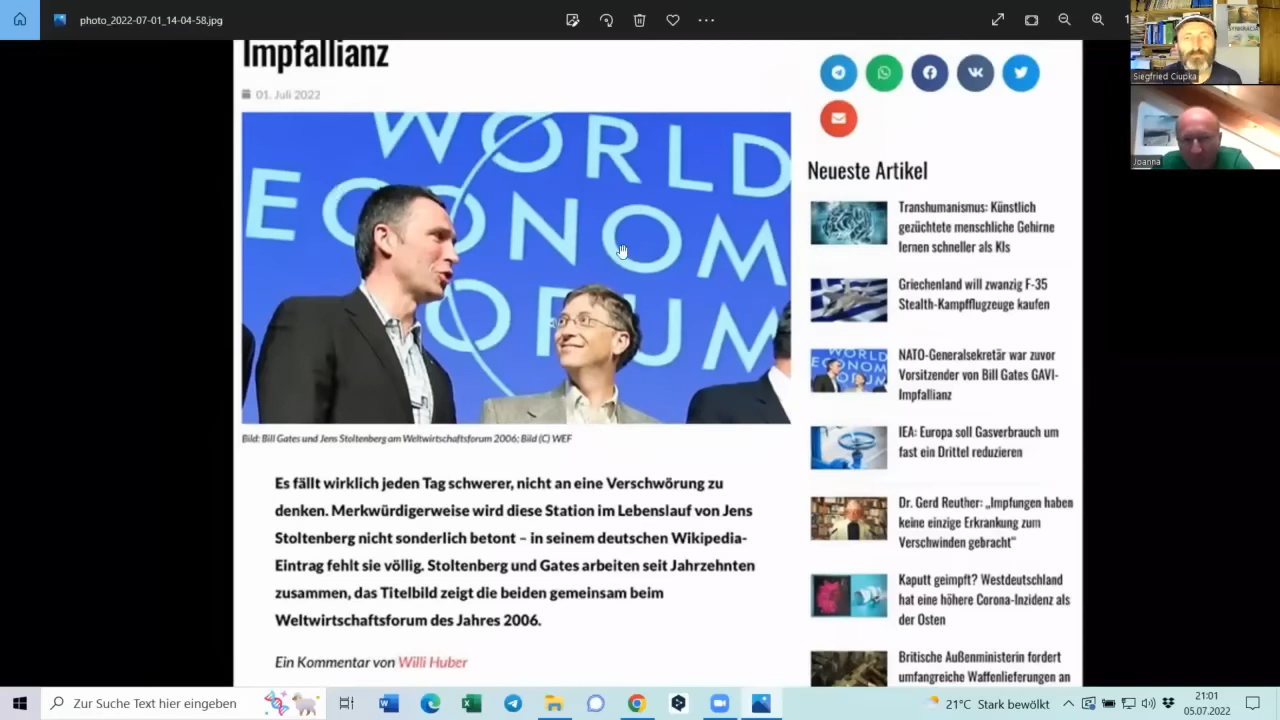 photo_2022-07-01_14-04-58.jpg
Impfallianz
01. Juli 2022
WORLD
ECONOM
FORUM
Bild: Bill Gates und Jens Stoltenberg am Weltwirtschaftsforum 2006; Bild (C) WEF
Es fällt wirklich jeden Tag schwerer, nicht an eine Verschwörung zu
denken. Merkwürdigerweise wird diese Station im Lebenslauf von Jens
Stoltenberg nicht sonderlich betont – in seinem deutschen Wikipedia-
Eintrag fehlt sie völlig. Stoltenberg und Gates arbeiten seit Jahrzehnten
zusammen, das Titelbild zeigt die beiden gemeinsam beim
Weltwirtschaftsforum des Jahres 2006.
Ein Kommentar von Willi Huber
Neueste Artikel
Transhumanismus: Künstlich
gezüchtete menschliche Gehirne
lernen schneller als KIs
Griechenland will zwanzig F-35
Stealth-Kampfflugzeuge kaufen
NATO-Generalsekretär war zuvor
Vorsitzender von Bill Gates GAVI-
Impfallianz
IEA: Europa soll Gasverbrauch um
fast ein Drittel reduzieren
Dr. Gerd Reuther: „Impfungen haben
keine einzige Erkrankung zum
Verschwinden gebracht“
Kaputt geimpft? Westdeutschland
hat eine höhere Corona-Inzidenz als
der Osten
Britische Außenministerin fordert
umfangreiche Waffenlieferungen an
Siegfried Ciupka
Joanna
Zur Suche Text hier eingeben
21°C Stark bewölkt
21:01
05.07.2022